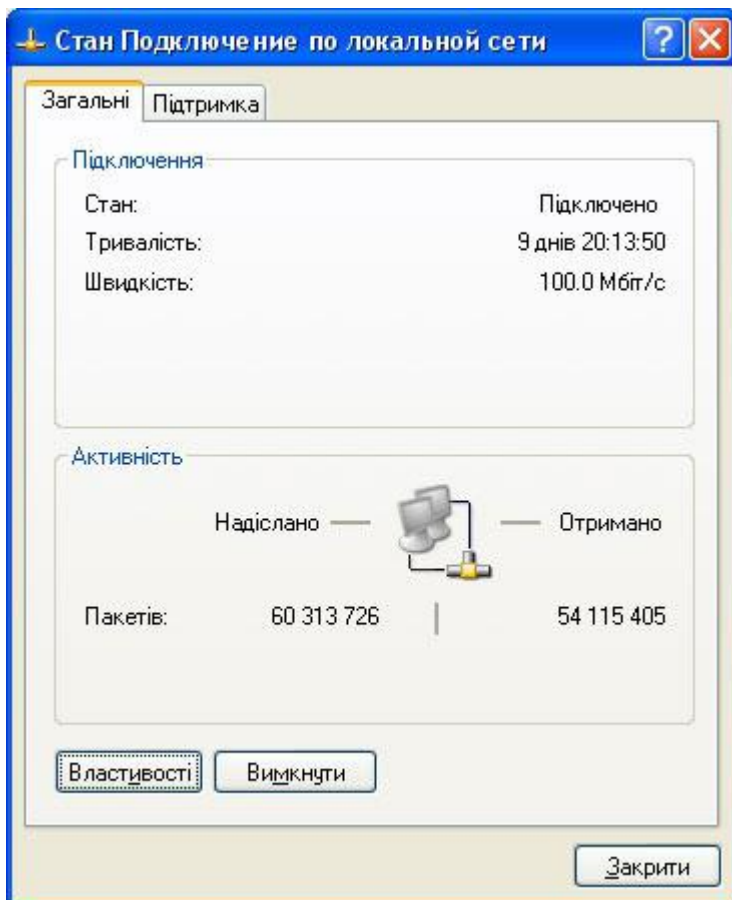 Стан Подключение по локальной сети
Загальні Підтримка
Підключення
Стан: Підключено
Тривалість: 9 днів 20:13:50
Швидкість: 100.0 Мбіт/с
Активність
Надіслано Отримано
Пакетів: 60 313 726 54 115 405
Властивості Вимкнути
Закрити